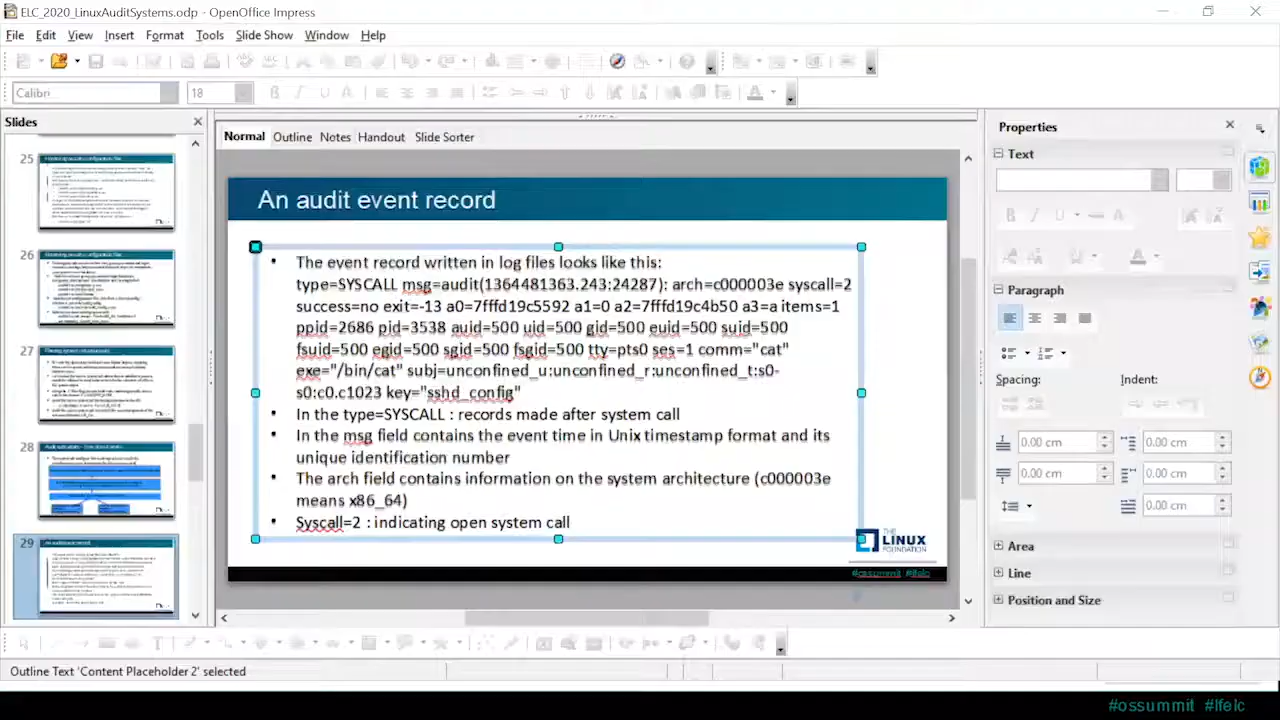 ELC_2020_LinuxAuditSystems.odp - OpenOffice Impress
File Edit View Insert Format Tools Slide Show Window Help
Calibri 18
Slides
Normal Outline Notes Handout Slide Sorter
Properties
Text
25
26
27
28
29
An audit event record
• The event record written in log files looks like this:
type=SYSCALL msg=audit(1364481363.243:24287): arch=c000003e syscall=2
success=no exit=-13 a0=7fffd19c5592 a1=0 a2=7fffd19c4b50 a3=a items=1
ppid=2686 pid=3538 auid=500 uid=500 gid=500 euid=500 suid=500
fsuid=500 egid=500 sgid=500 fsgid=500 tty=pts0 ses=1 comm="cat"
exe="/bin/cat" subj=unconfined_u:unconfined_r:unconfined_t:s0-
s0:c0.c1023 key="sshd_config"
• In the type=SYSCALL : records made after system call
• In the msg field contains the event time in Unix timestamp format and its
unique identification number
• The arch field contains information on the system architecture (c000003e
means x86_64)
• Syscall=2 : indicating open system call
THE
LINUX
FOUNDATION
#ossummit #lfelc
Paragraph
Spacing: Indent:
0.00 cm 0.00 cm
0.00 cm 0.00 cm
0.00 cm
Area
Line
Position and Size
Outline Text 'Content Placeholder 2' selected
#ossummit #lfelc